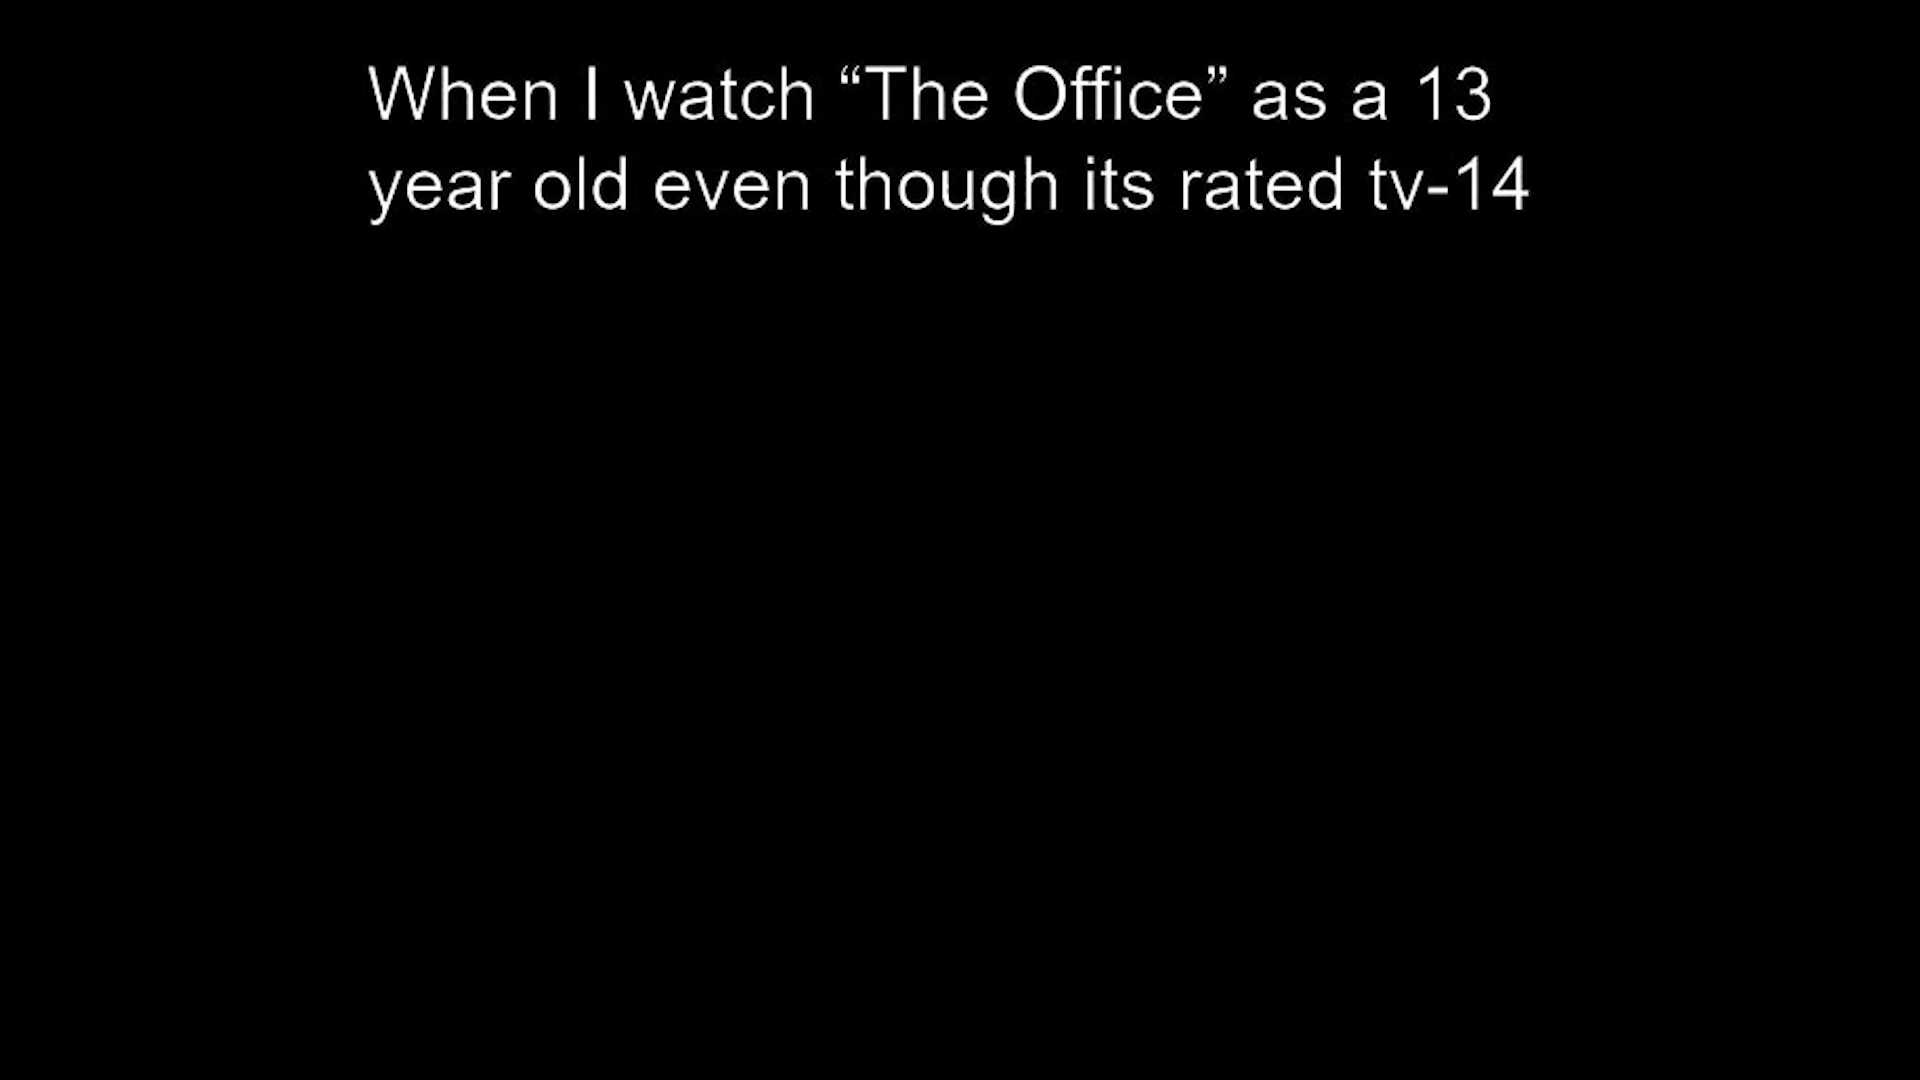 When I watch “The Office” as a 13
year old even though its rated tv-14